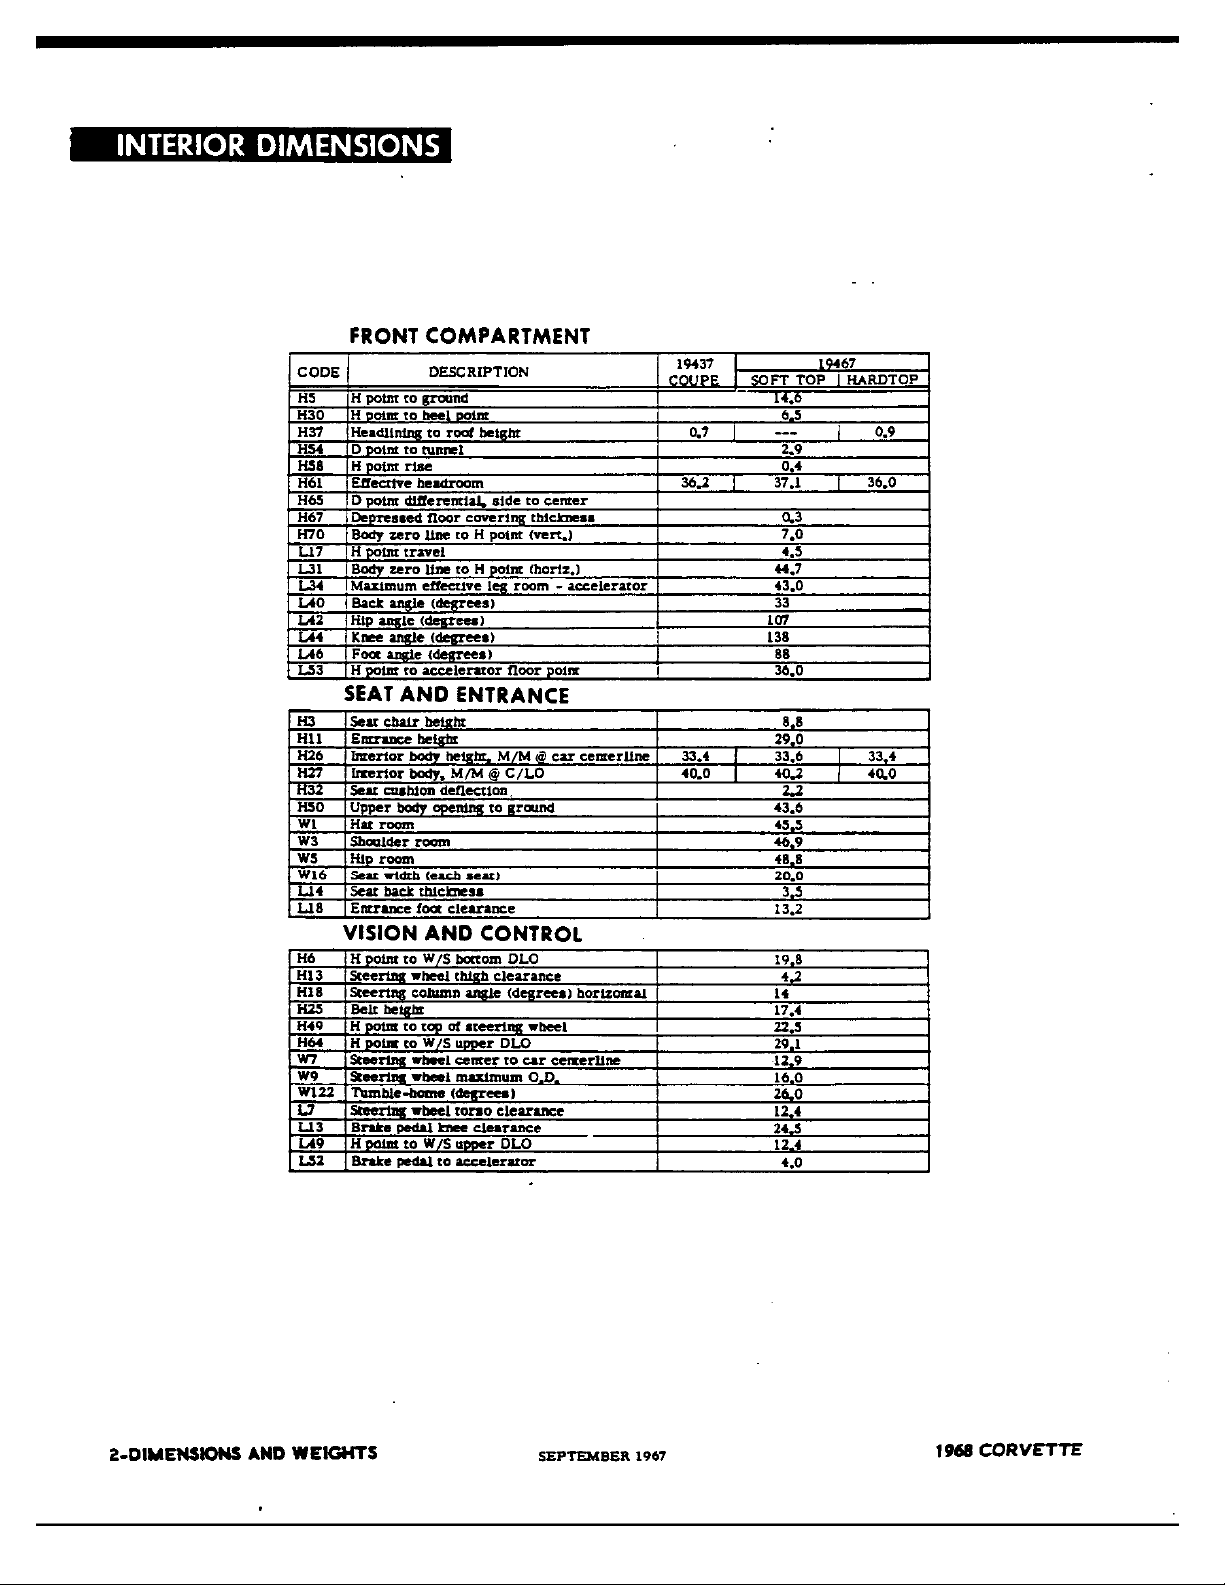 INTERIOR DIMENSIONS
FRONT COMPARTMENT
CODE DESCRIPTION 19437 COUPE 19467 SOFT TOP HARDTOP
H5 H point to ground 14.6
H30 H point to heel point 6.5
H37 Headlining to roof height 0.7 --- 0.9
H54 D point to tunnel 2.9
H58 H point rise 0.4
H61 Effective headroom 36.2 37.1 36.0
H65 D point differential, side to center
H67 Depressed floor covering thickness 0.3
H70 Body zero line to H point (vert.) 7.0
L17 H point travel 4.5
L31 Body zero line to H point (horiz.) 44.7
L34 Maximum effective leg room - accelerator 43.0
L40 Back angle (degrees) 33
L42 Hip angle (degrees) 107
L44 Knee angle (degrees) 138
L46 Foot angle (degrees) 88
L53 H point to accelerator floor point 36.0
SEAT AND ENTRANCE
H3 Seat chair height 8.8
H11 Entrance height 29.0
H26 Interior body height, M/M @ car centerline 33.4 33.6 33.4
H27 Interior body, M/M @ C/LO 40.0 40.2 40.0
H32 Seat cushion deflection 2.2
H50 Upper body opening to ground 43.6
W1 Hat room 45.5
W3 Shoulder room 46.9
W5 Hip room 48.8
W16 Seat width (each seat) 20.0
L14 Seat back thickness 3.5
L18 Entrance foot clearance 13.2
VISION AND CONTROL
H6 H point to W/S bottom DLO 19.8
H13 Steering wheel thigh clearance 4.2
H18 Steering column angle (degrees) horizontal 14
H25 Belt height 17.4
H49 H point to top of steering wheel 22.5
H64 H point to W/S upper DLO 29.1
W7 Steering wheel center to car centerline 12.9
W9 Steering wheel maximum O.D. 16.0
W122 Tumble-home (degrees) 26.0
L7 Steering wheel torso clearance 12.4
L13 Brake pedal knee clearance 24.5
L49 H point to W/S upper DLO 12.4
L52 Brake pedal to accelerator 4.0
2-DIMENSIONS AND WEIGHTS SEPTEMBER 1967 1968 CORVETTE